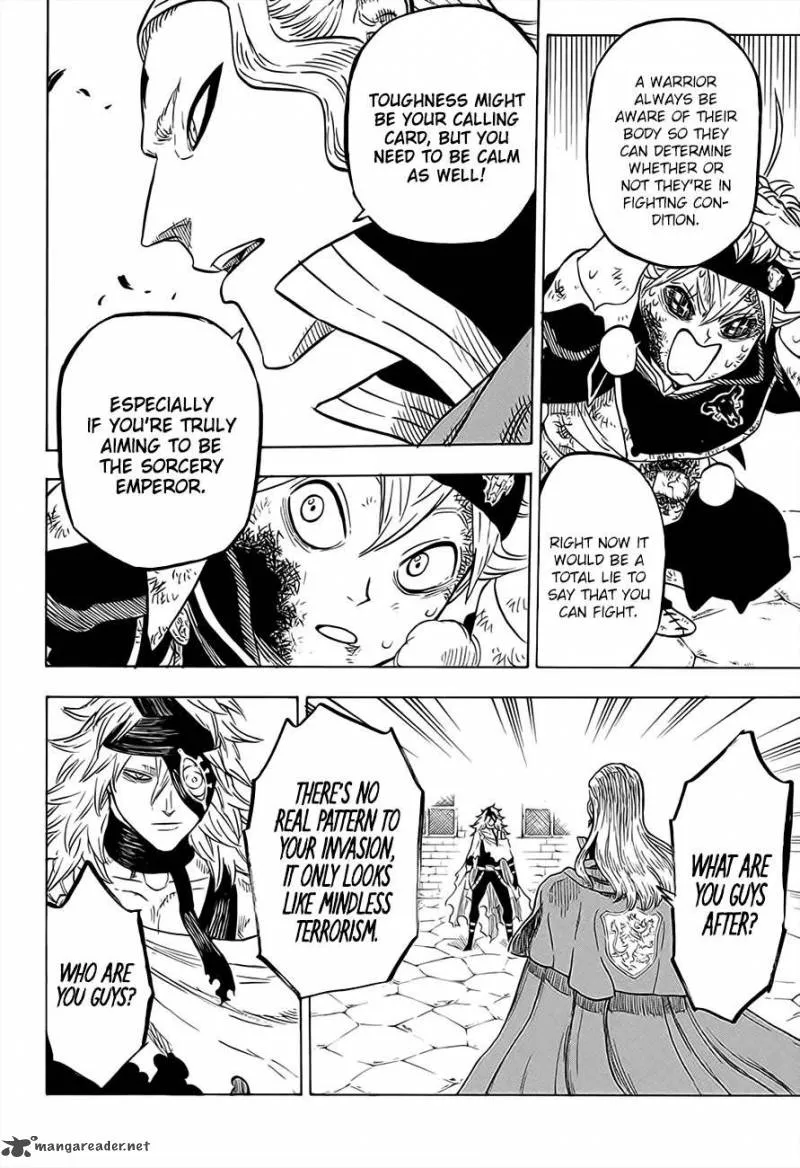 A WARRIOR
ALWAYS BE
AWARE OF THEIR
BODY SO THEY
CAN DETERMINE
WHETHER OR
NOT THEY'RE IN
FIGHTING CON-
DITION.
RIGHT NOW IT
WOULD BE A
TOTAL LIE TO
SAY THAT YOU
CAN FIGHT.
TOUGHNESS MIGHT
BE YOUR CALLING
CARD, BUT YOU
NEED TO BE CALM
AS WELL!
ESPECIALLY
IF YOU'RE TRULY
AIMING TO BE
THE SORCERY
EMPEROR.
WHAT ARE
YOU GUYS
AFTER?
THERE'S NO
REAL PATTERN TO
YOUR INVASION,
IT ONLY LOOKS
LIKE MINDLESS
TERRORISM.
WHO ARE
YOU GUYS?
mangareader.net